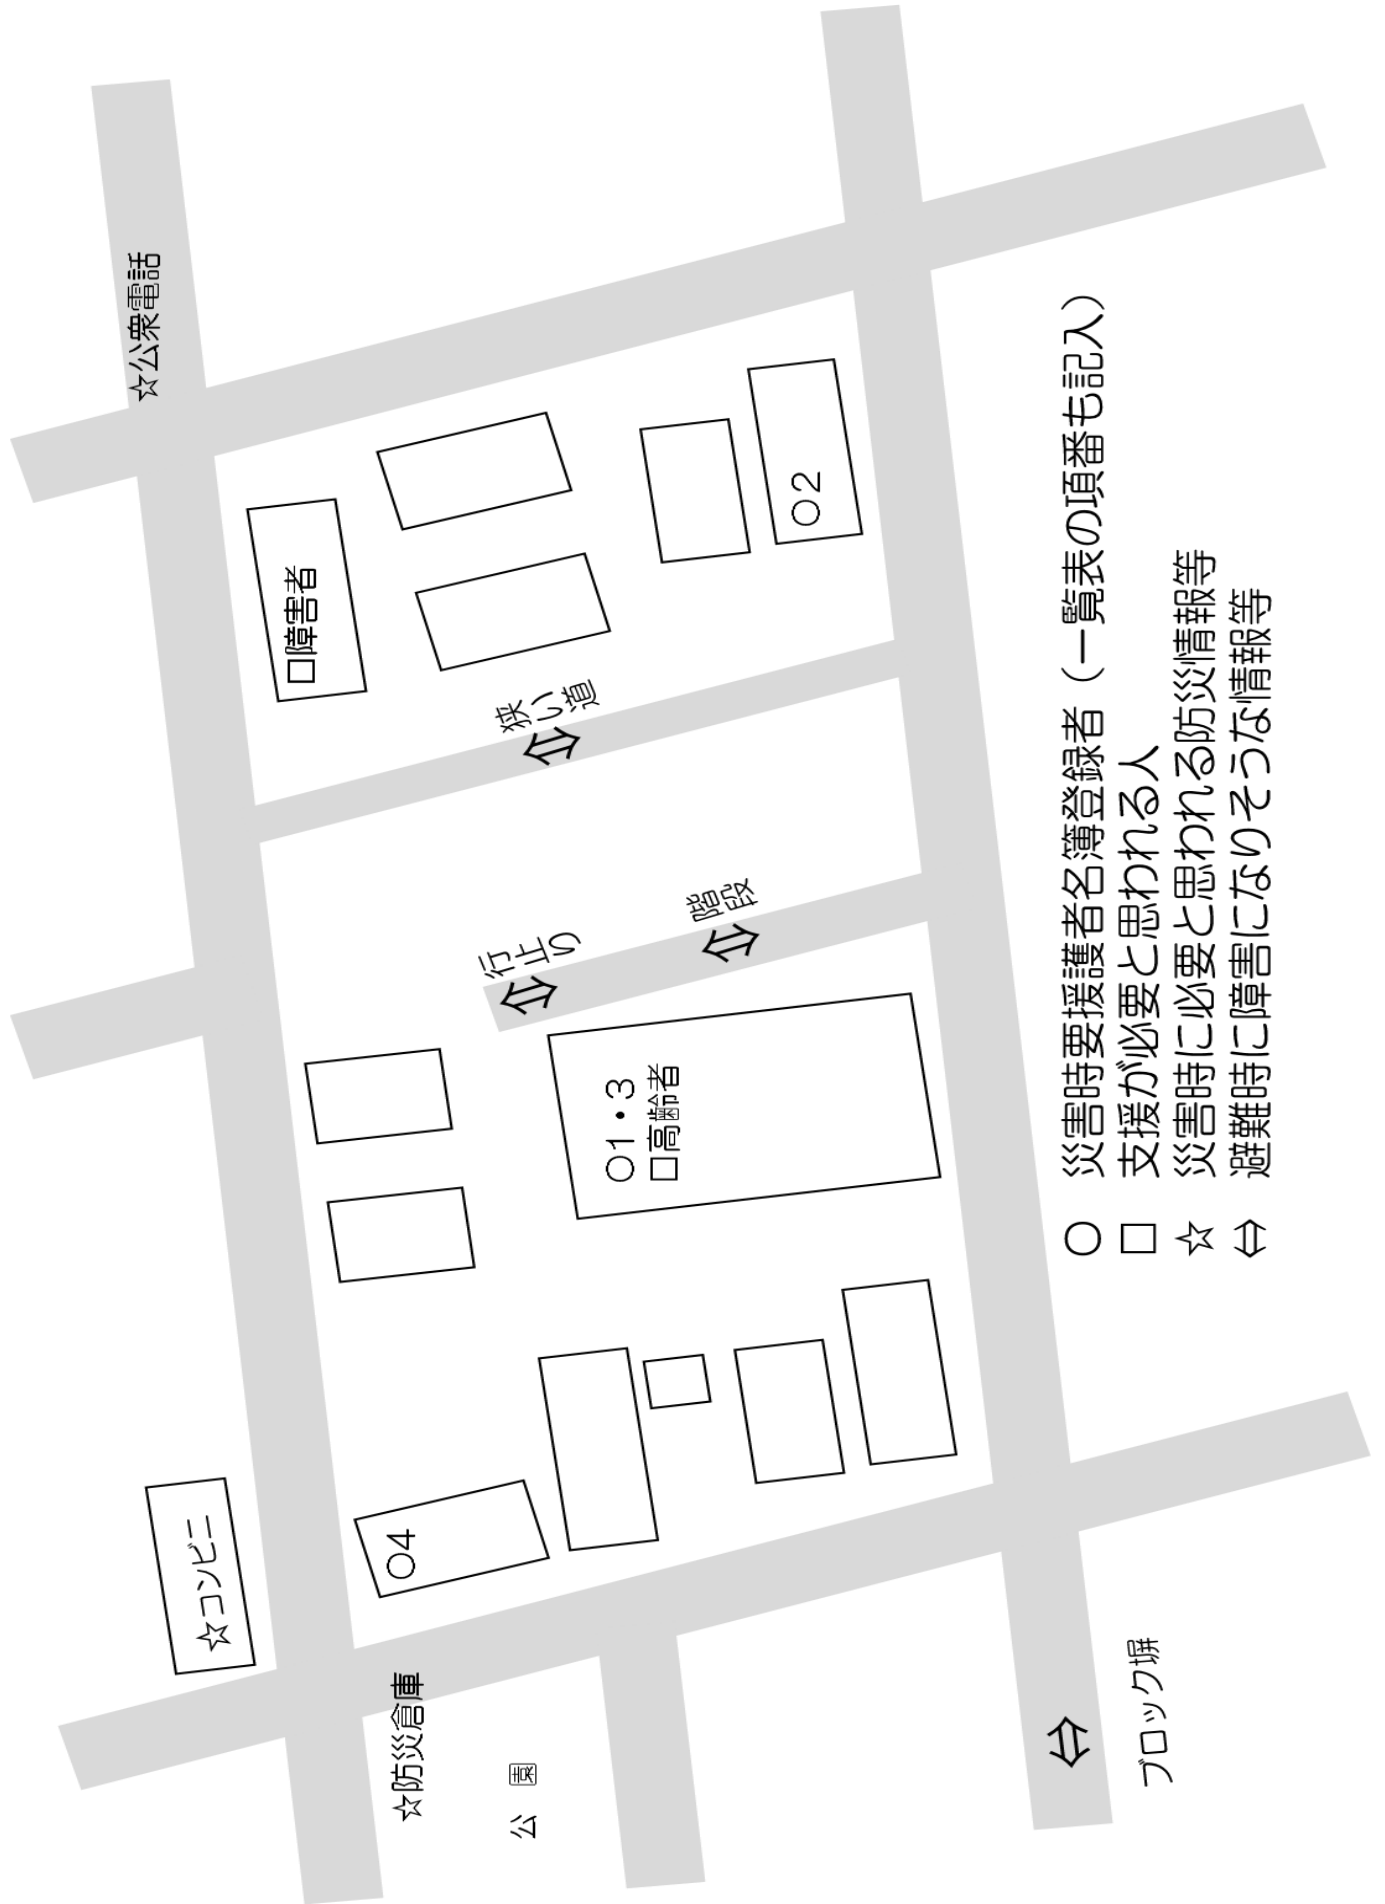 ☆コンビニ
☆公衆電話
☆防災倉庫
公園
○4
□障害者
狭い道
行止り
階段
○1・3
□高齢者
○2
⇔
ブロック塀
○ 災害時要援護者名簿登録者（一覧表の項番も記入）
□ 支援が必要と思われる人
☆ 災害時に必要と思われる防災情報等
⇔ 避難時に障害になりそうな情報等